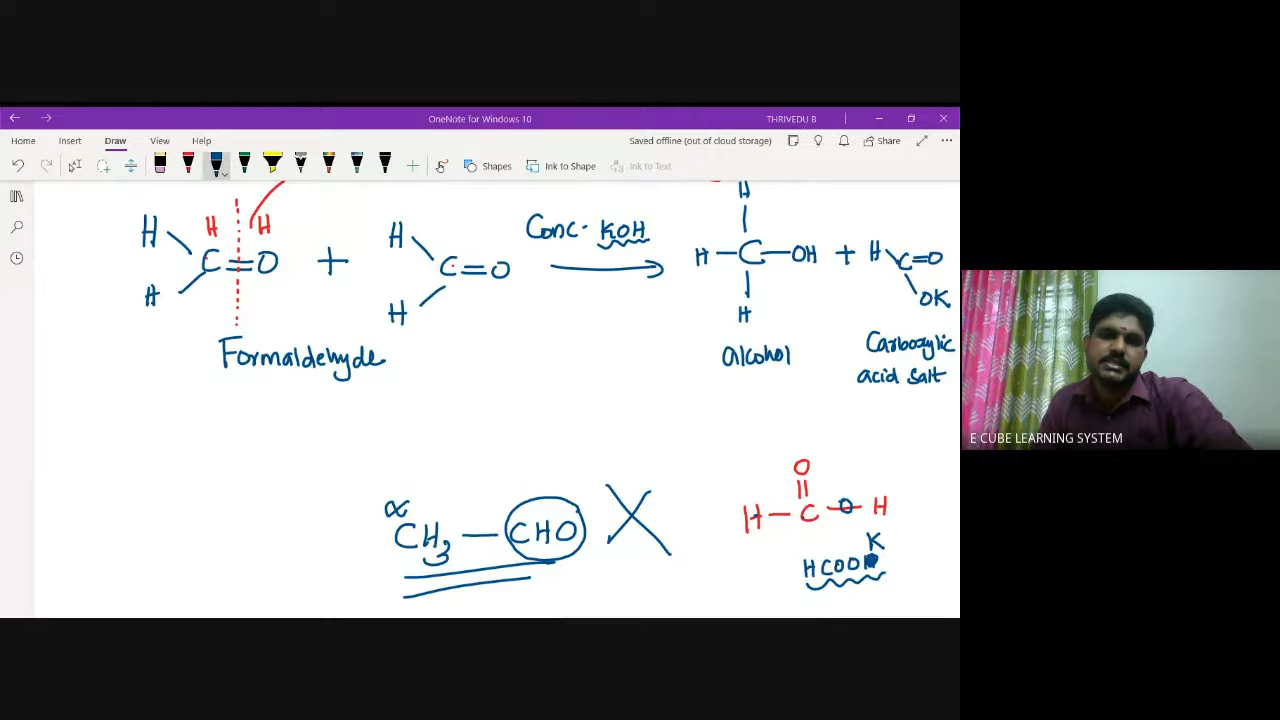 OneNote for Windows 10
THRIVEDU B
Home Insert Draw View Help
Saved offline (out of cloud storage)
Share
Shapes
Ink to Shape
Ink to Text
H H H
C=O
H
+
H
C=O
H
Conc. KOH
H
H-C-OH
H
+
H
C=O
OK
Formaldehyde
alcohol
Carboxylic
acid salt
α
CH3-CHO
O
H-C-O-H
K
HCOO
E CUBE LEARNING SYSTEM